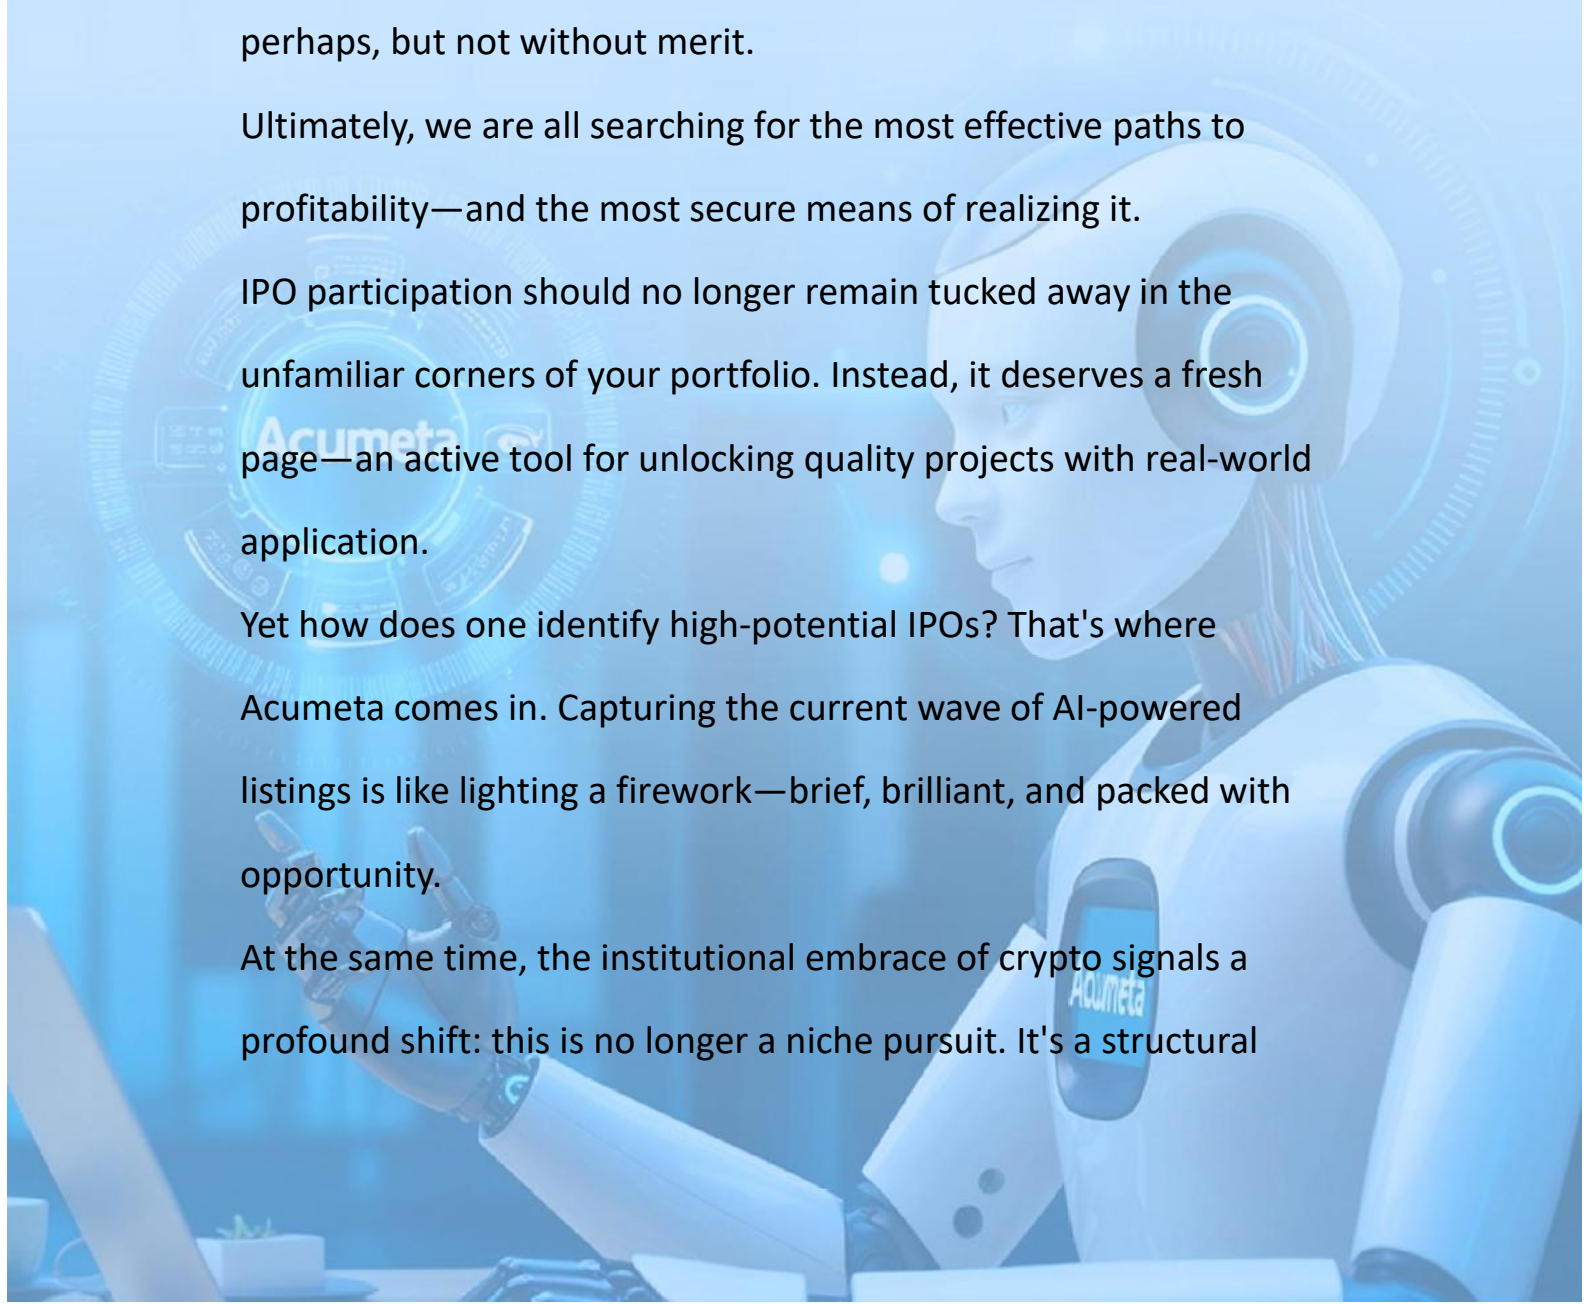 perhaps, but not without merit.
Ultimately, we are all searching for the most effective paths to
profitability—and the most secure means of realizing it.
IPO participation should no longer remain tucked away in the
unfamiliar corners of your portfolio. Instead, it deserves a fresh
page—an active tool for unlocking quality projects with real-world
application.
Yet how does one identify high-potential IPOs? That's where
Acumeta comes in. Capturing the current wave of AI-powered
listings is like lighting a firework—brief, brilliant, and packed with
opportunity.
At the same time, the institutional embrace of crypto signals a
profound shift: this is no longer a niche pursuit. It's a structural
Acumeta
Acumeta